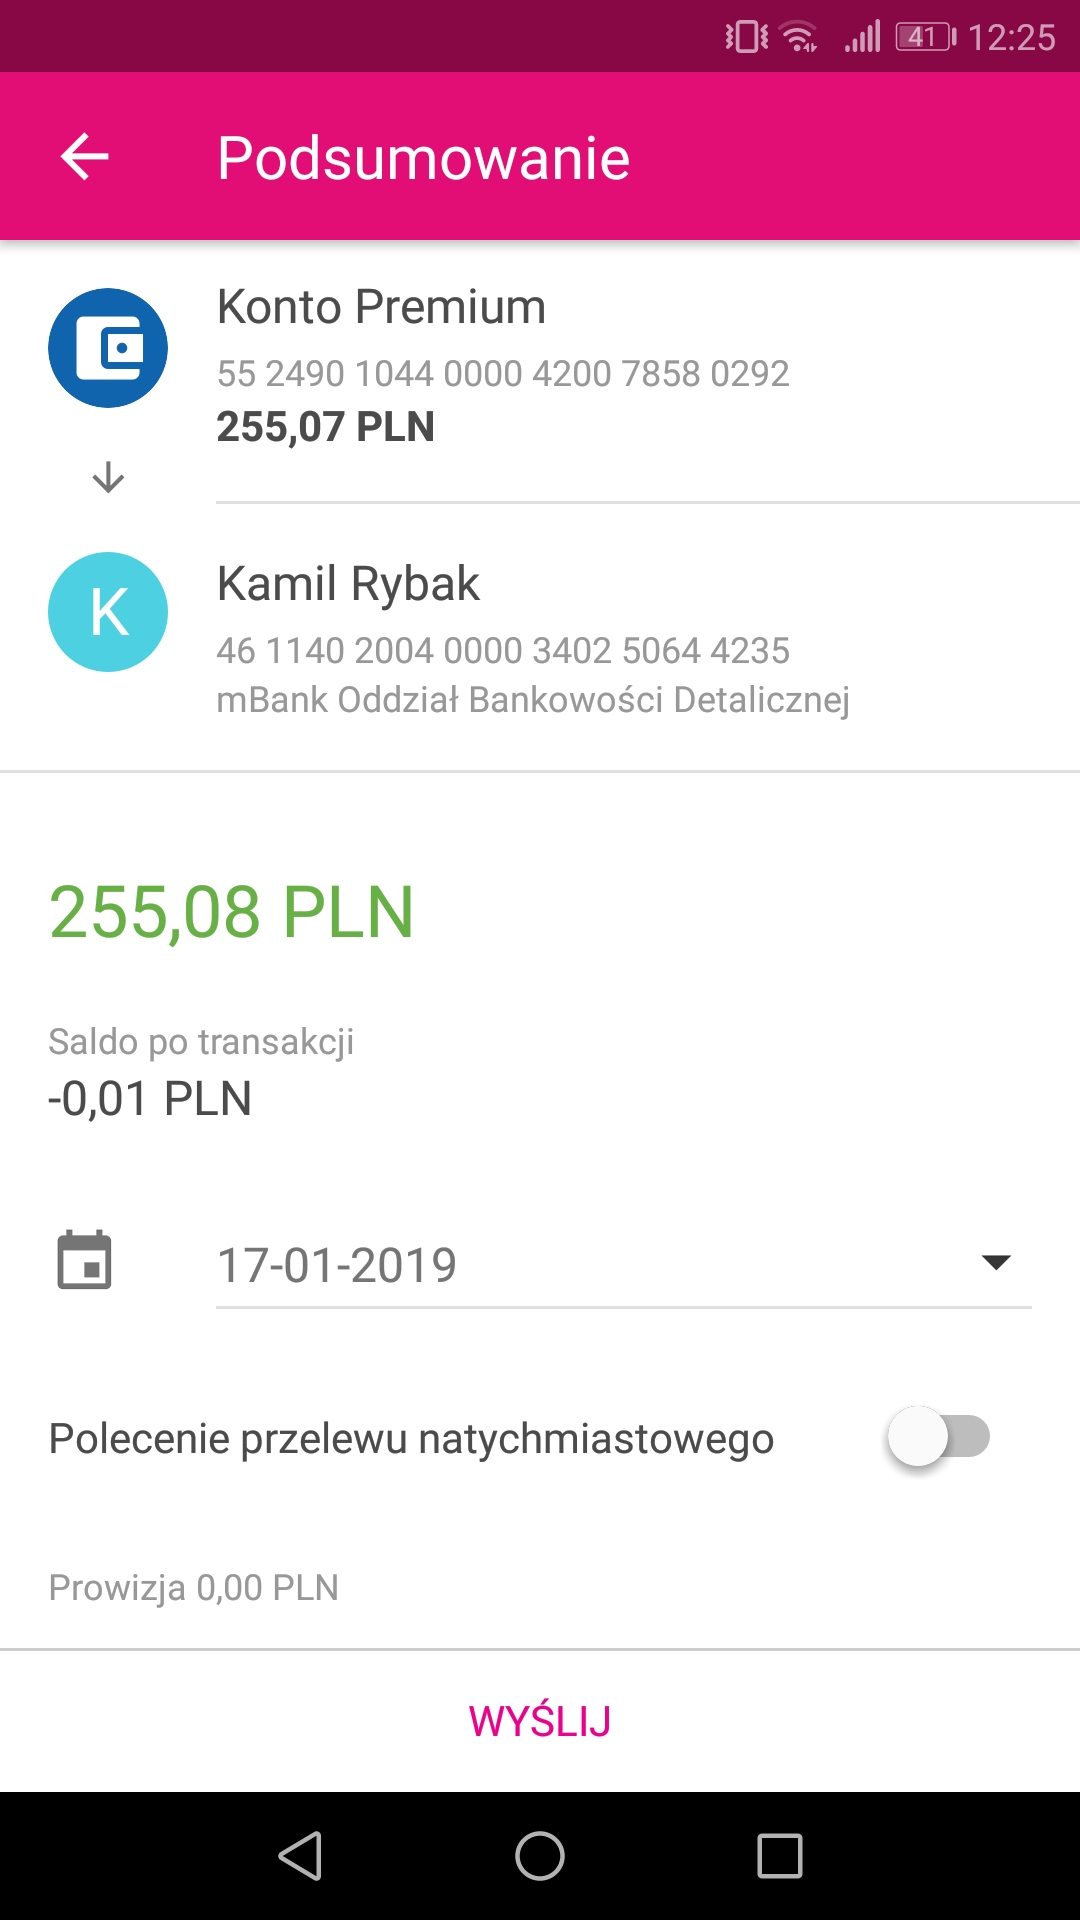 41 12:25
Podsumowanie
Konto Premium
55 2490 1044 0000 4200 7858 0292
255,07 PLN
K
Kamil Rybak
46 1140 2004 0000 3402 5064 4235
mBank Oddział Bankowości Detalicznej
255,08 PLN
Saldo po transakcji
-0,01 PLN
17-01-2019
Polecenie przelewu natychmiastowego
Prowizja 0,00 PLN
WYŚLIJ